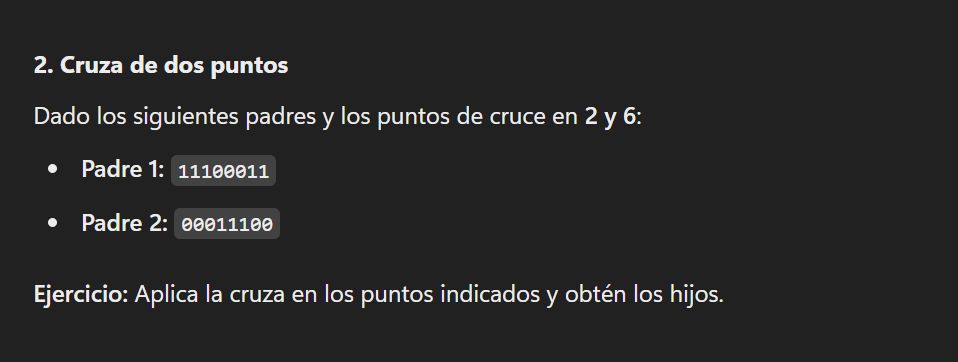 2. Cruza de dos puntos
Dado los siguientes padres y los puntos de cruce en 2 y 6:
• Padre 1: 11100011
• Padre 2: 00011100
Ejercicio: Aplica la cruza en los puntos indicados y obtén los hijos.